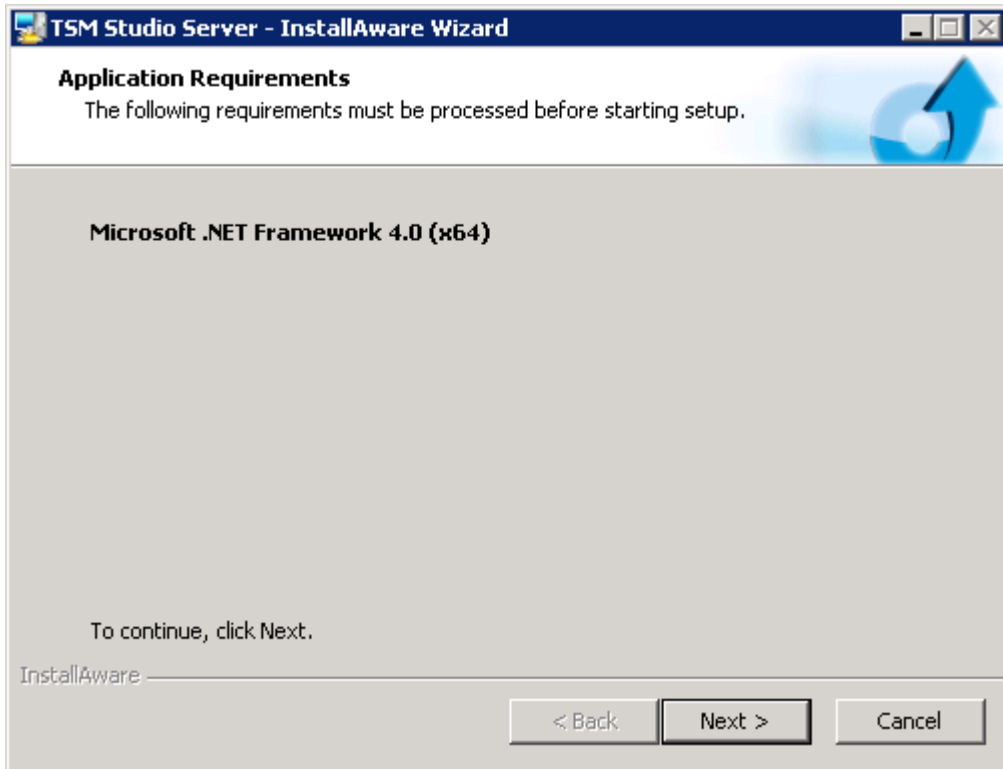 TSM Studio Server - InstallAware Wizard
Application Requirements
The following requirements must be processed before starting setup.
Microsoft .NET Framework 4.0 (x64)
To continue, click Next.
InstallAware
< Back
Next >
Cancel